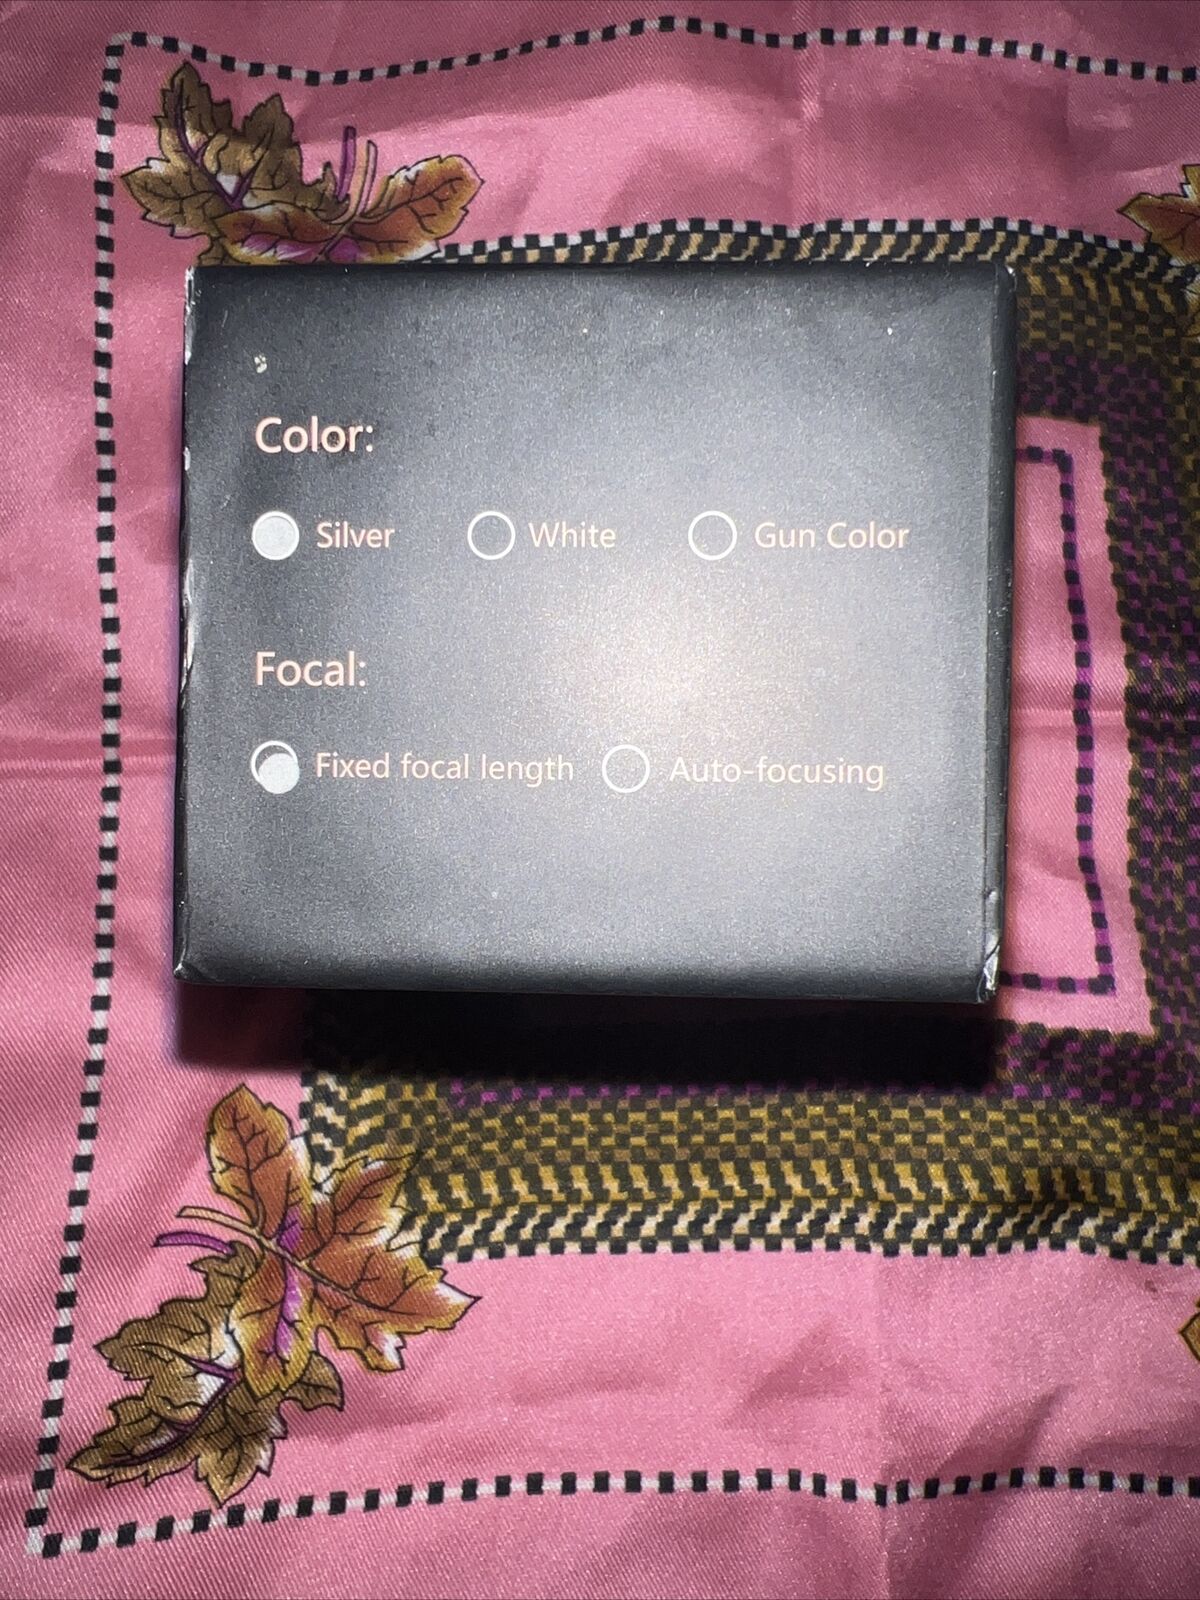 Color:
Silver White Gun Color
Focal:
Fixed focal length Auto-focusing